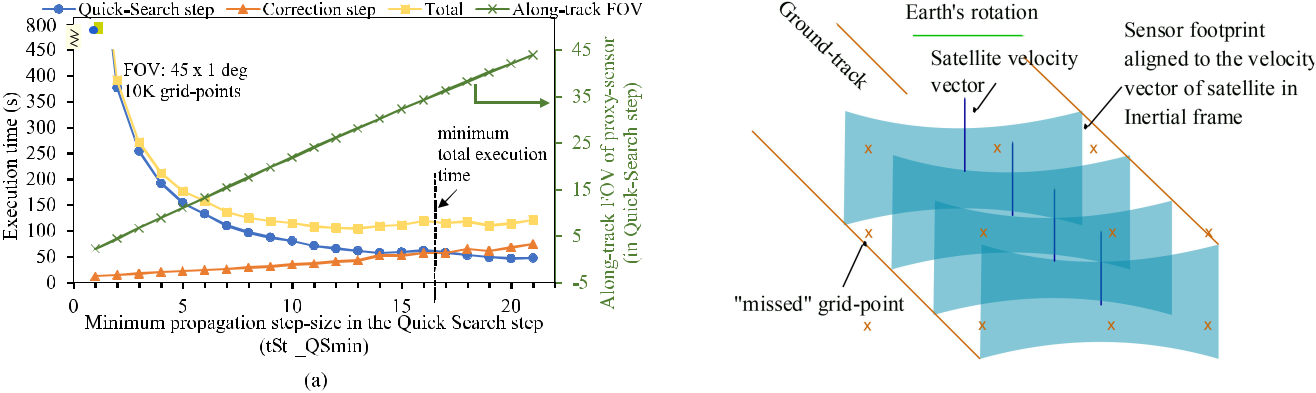 Quick-Search step Correction step Total Along-track FOV
800
450
400
350
300
250
200
150
100
50
0
Execution time (s)
FOV: 45 x 1 deg
10K grid-points
minimum
total execution
time
45
35
25
15
5
-5
Along-track FOV of proxy-sensor
(in Quick-Search step)
0 5 10 15 20
Minimum propagation step-size in the Quick Search step
(tSt _QSmin)
(a)
Ground-track
Earth's rotation
Satellite velocity
vector
Sensor footprint
aligned to the velocity
vector of satellite in
Inertial frame
x x x
x x x x
"missed" grid-point
x x x x